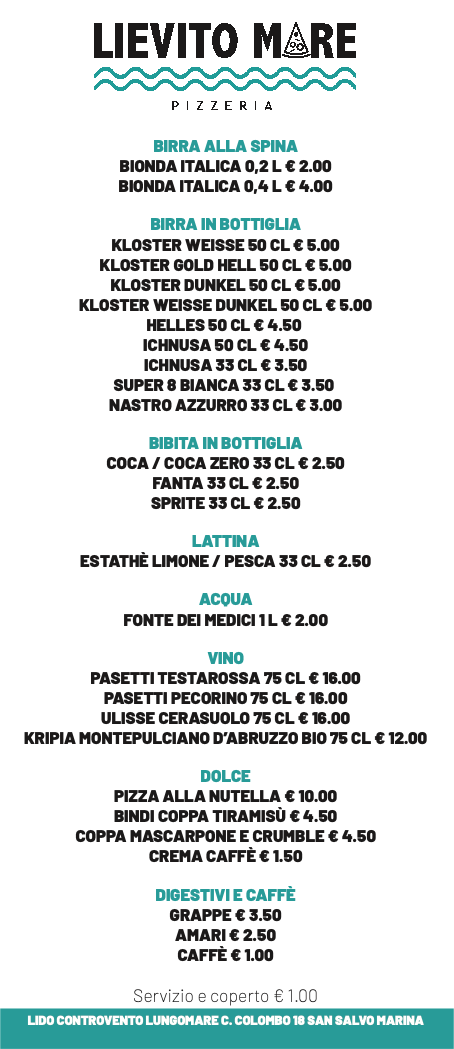 LIEVITO MARE
PIZZERIA
BIRRA ALLA SPINA
BIONDA ITALICA 0,2 L € 2.00
BIONDA ITALICA 0,4 L € 4.00
BIRRA IN BOTTIGLIA
KLOSTER WEISSE 50 CL € 5.00
KLOSTER GOLD HELL 50 CL € 5.00
KLOSTER DUNKEL 50 CL € 5.00
KLOSTER WEISSE DUNKEL 50 CL € 5.00
HELLES 50 CL € 4.50
ICHNUSA 50 CL € 4.50
ICHNUSA 33 CL € 3.50
SUPER 8 BIANCA 33 CL € 3.50
NASTRO AZZURRO 33 CL € 3.00
BIBITA IN BOTTIGLIA
COCA / COCA ZERO 33 CL € 2.50
FANTA 33 CL € 2.50
SPRITE 33 CL € 2.50
LATTINA
ESTATHÈ LIMONE / PESCA 33 CL € 2.50
ACQUA
FONTE DEI MEDICI 1 L € 2.00
VINO
PASETTI TESTAROSSA 75 CL € 16.00
PASETTI PECORINO 75 CL € 16.00
ULISSE CERASUOLO 75 CL € 16.00
KRIPIA MONTEPULCIANO D'ABRUZZO BIO 75 CL € 12.00
DOLCE
PIZZA ALLA NUTELLA € 10.00
BINDI COPPA TIRAMISÙ € 4.50
COPPA MASCARPONE E CRUMBLE € 4.50
CREMA CAFFÈ € 1.50
DIGESTIVI E CAFFÈ
GRAPPE € 3.50
AMARI € 2.50
CAFFÈ € 1.00
Servizio e coperto € 1.00
LIDO CONTROVENTO LUNGOMARE C. COLOMBO 18 SAN SALVO MARINA